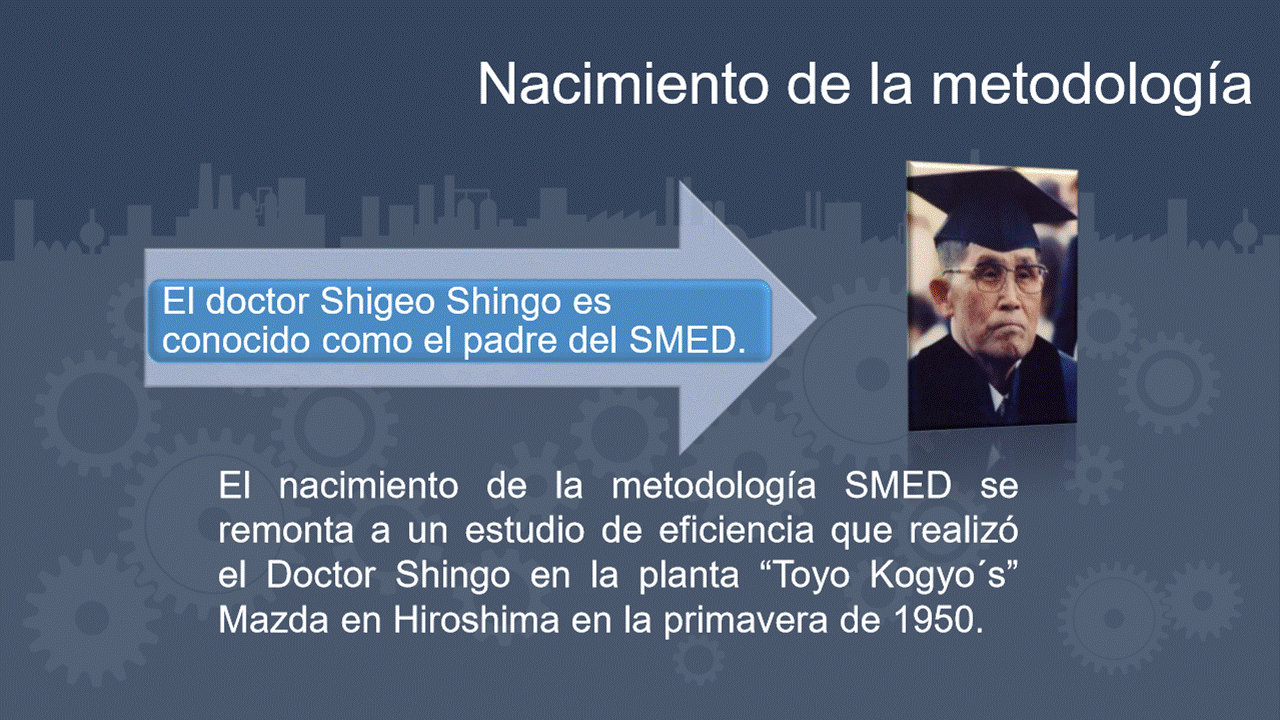 Nacimiento de la metodología
El doctor Shigeo Shingo es
conocido como el padre del SMED.
El nacimiento de la metodología SMED se
remonta a un estudio de eficiencia que realizó
el Doctor Shingo en la planta “Toyo Kogyo´s”
Mazda en Hiroshima en la primavera de 1950.